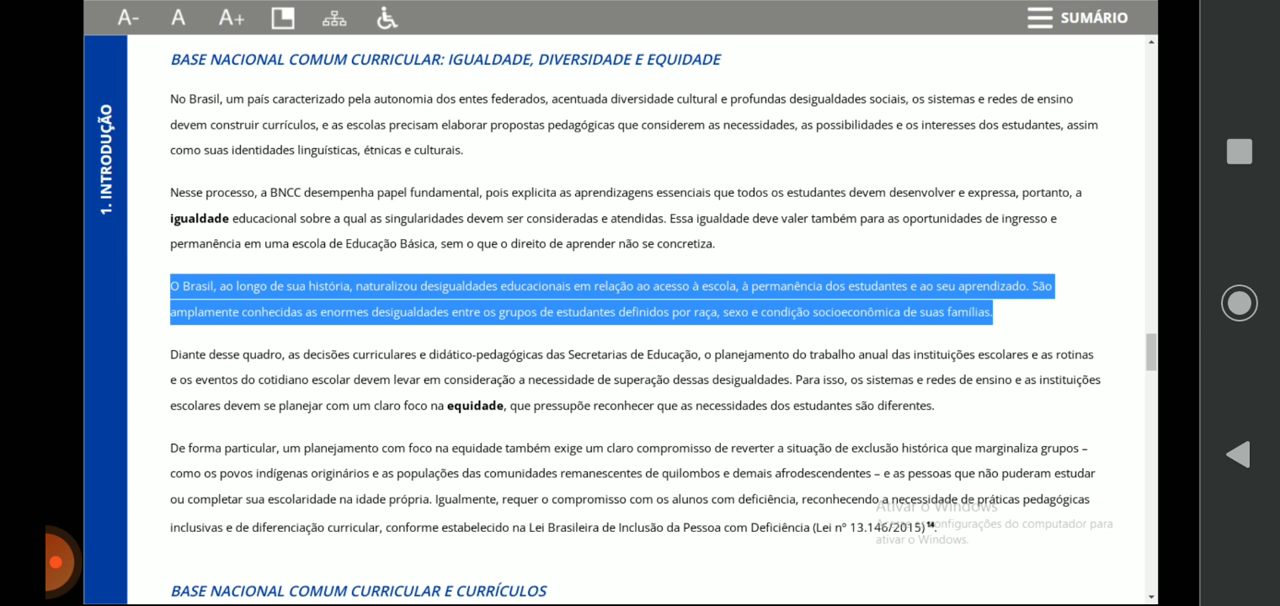 A- A A+ SUMÁRIO
1. INTRODUÇÃO
BASE NACIONAL COMUM CURRICULAR: IGUALDADE, DIVERSIDADE E EQUIDADE
No Brasil, um país caracterizado pela autonomia dos entes federados, acentuada diversidade cultural e profundas desigualdades sociais, os sistemas e redes de ensino
devem construir currículos, e as escolas precisam elaborar propostas pedagógicas que considerem as necessidades, as possibilidades e os interesses dos estudantes, assim
como suas identidades linguísticas, étnicas e culturais.
Nesse processo, a BNCC desempenha papel fundamental, pois explicita as aprendizagens essenciais que todos os estudantes devem desenvolver e expressa, portanto, a
igualdade educacional sobre a qual as singularidades devem ser consideradas e atendidas. Essa igualdade deve valer também para as oportunidades de ingresso e
permanência em uma escola de Educação Básica, sem o que o direito de aprender não se concretiza.
O Brasil, ao longo de sua história, naturalizou desigualdades educacionais em relação ao acesso à escola, à permanência dos estudantes e ao seu aprendizado. São
amplamente conhecidas as enormes desigualdades entre os grupos de estudantes definidos por raça, sexo e condição socioeconômica de suas famílias.
Diante desse quadro, as decisões curriculares e didático-pedagógicas das Secretarias de Educação, o planejamento do trabalho anual das instituições escolares e as rotinas
e os eventos do cotidiano escolar devem levar em consideração a necessidade de superação dessas desigualdades. Para isso, os sistemas e redes de ensino e as instituições
escolares devem se planejar com um claro foco na equidade, que pressupõe reconhecer que as necessidades dos estudantes são diferentes.
De forma particular, um planejamento com foco na equidade também exige um claro compromisso de reverter a situação de exclusão histórica que marginaliza grupos –
como os povos indígenas originários e as populações das comunidades remanescentes de quilombos e demais afrodescendentes – e as pessoas que não puderam estudar
ou completar sua escolaridade na idade própria. Igualmente, requer o compromisso com os alunos com deficiência, reconhecendo a necessidade de práticas pedagógicas
inclusivas e de diferenciação curricular, conforme estabelecido na Lei Brasileira de Inclusão da Pessoa com Deficiência (Lei nº 13.146/2015)14.
Ativar o Windows
configurações do computador para
ativar o Windows.
BASE NACIONAL COMUM CURRICULAR E CURRÍCULOS